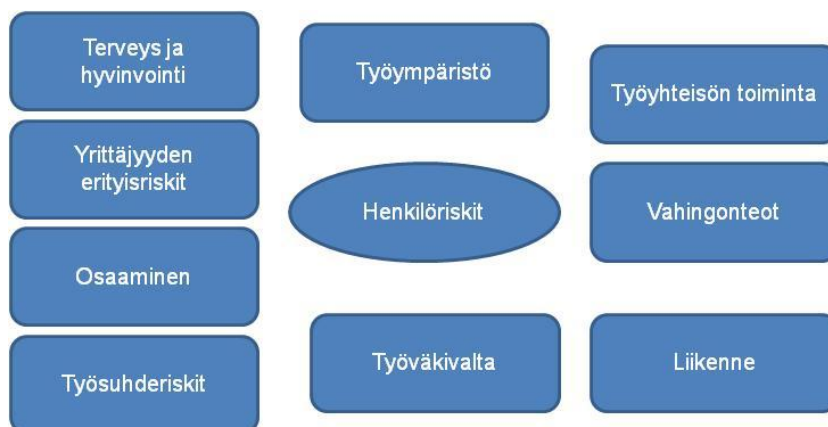 Terveys ja
hyvinvointi
Työympäristö
Työyhteisön toiminta
Yrittäjyyden
erityisriskit
Henkilöriskit
Vahingonteot
Osaaminen
Työsuhderiskit
Työväkivalta
Liikenne